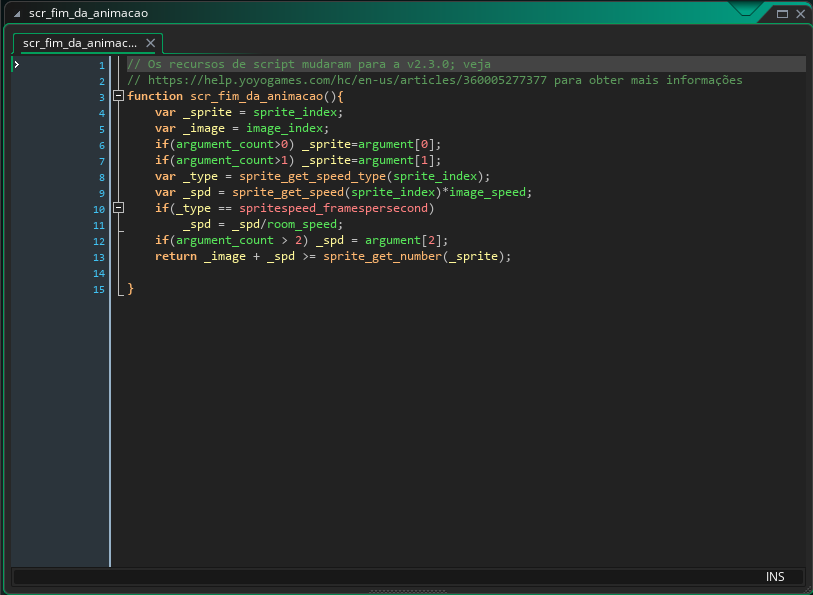 scr_fim_da_animacao
scr_fim_da_animac...
1 // Os recursos de script mudaram para a v2.3.0; veja
2 // https://help.yoyogames.com/hc/en-us/articles/360005277377 para obter mais informações
3 function scr_fim_da_animacao(){
4 var _sprite = sprite_index;
5 var _image = image_index;
6 if(argument_count>0) _sprite=argument[0];
7 if(argument_count>1) _sprite=argument[1];
8 var _type = sprite_get_speed_type(sprite_index);
9 var _spd = sprite_get_speed(sprite_index)*image_speed;
10 if(_type == spritespeed_framespersecond)
11 _spd = _spd/room_speed;
12 if(argument_count > 2) _spd = argument[2];
13 return _image + _spd >= sprite_get_number(_sprite);
14
15 }
INS